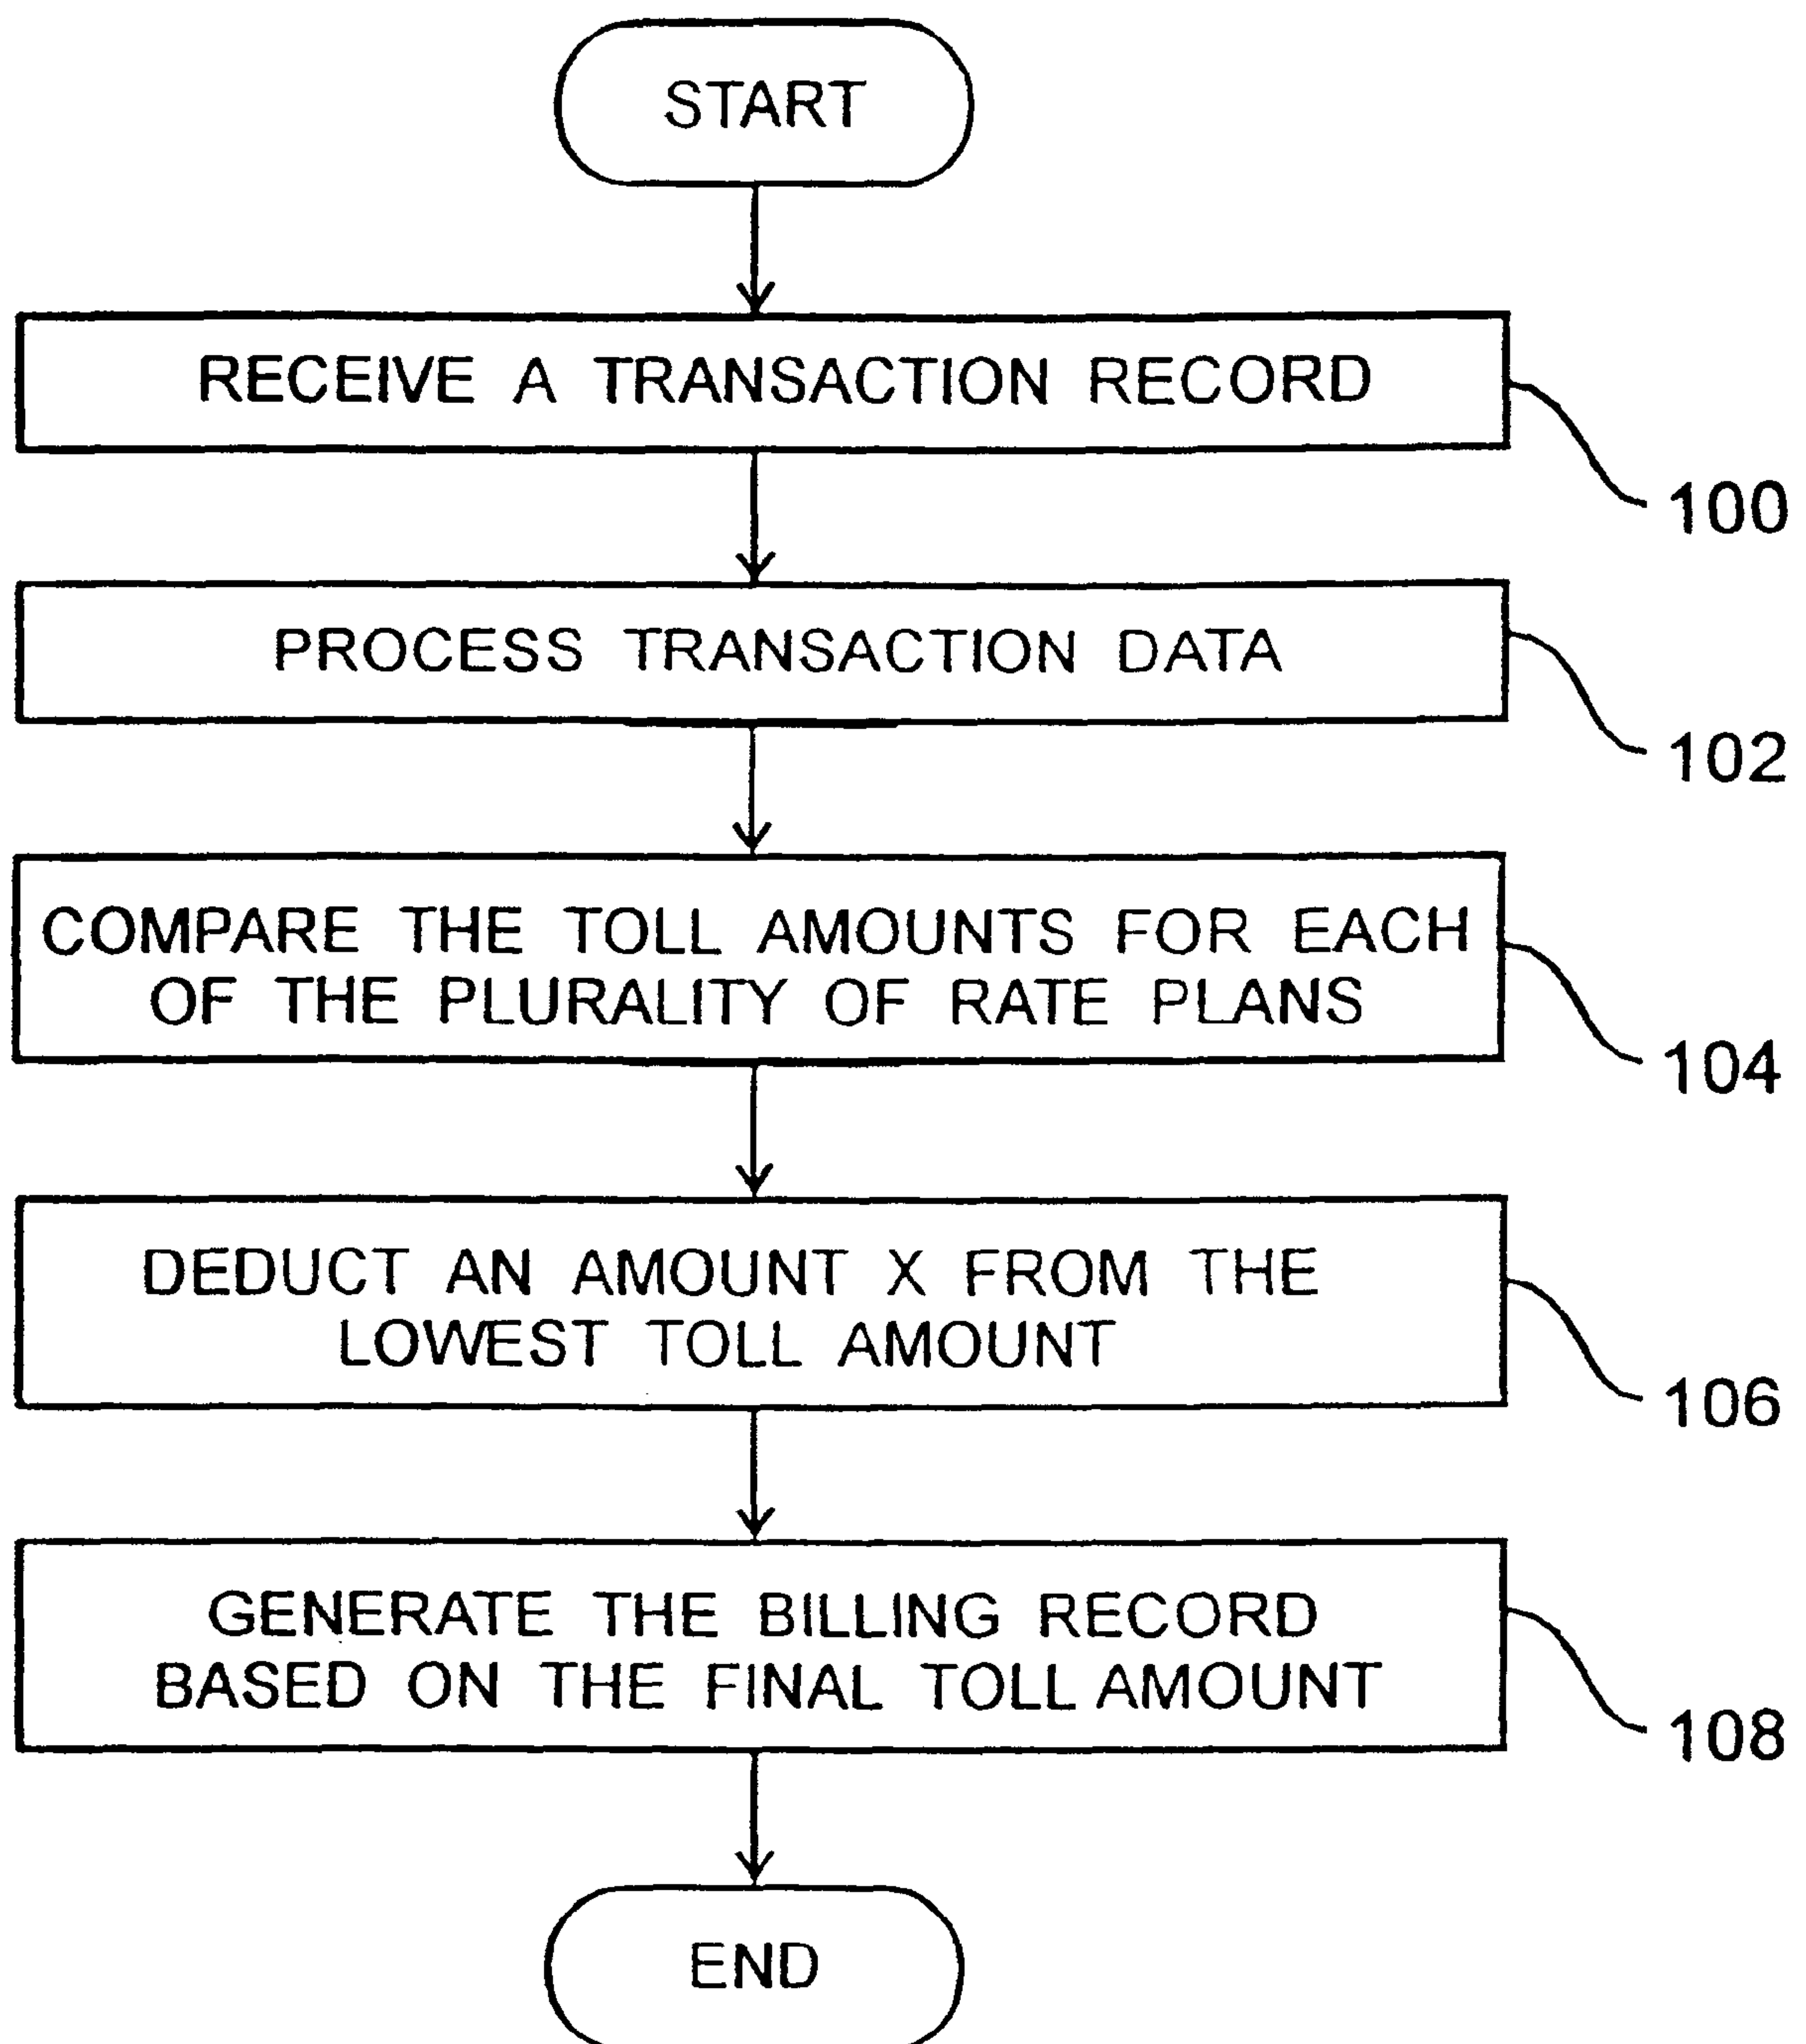 START
RECEIVE A TRANSACTION RECORD
100
PROCESS TRANSACTION DATA
102
COMPARE THE TOLL AMOUNTS FOR EACH
OF THE PLURALITY OF RATE PLANS
104
DEDUCT AN AMOUNT X FROM THE
LOWEST TOLL AMOUNT
106
GENERATE THE BILLING RECORD
BASED ON THE FINAL TOLL AMOUNT
108
END